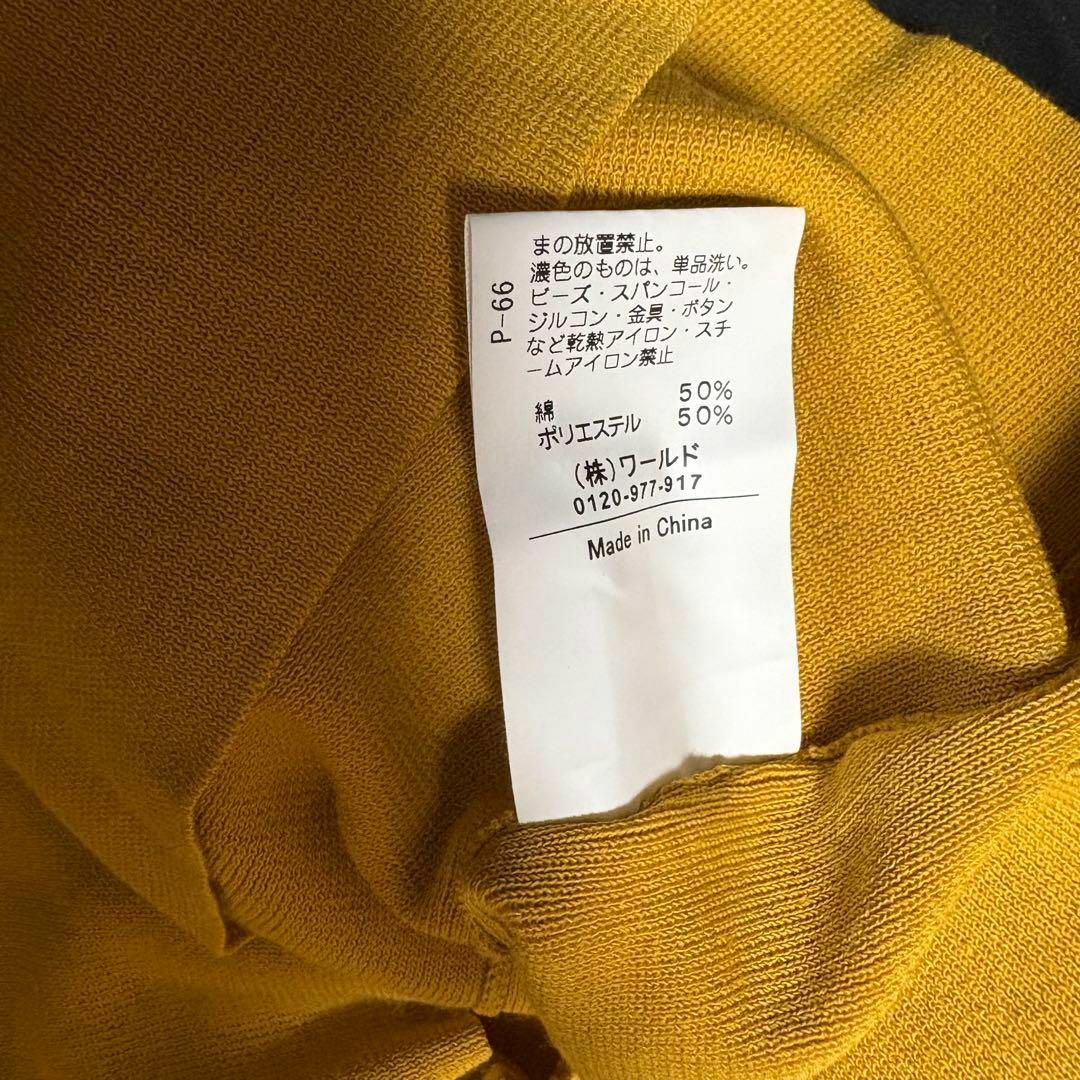 まの放置禁止。
濃色のものは、単品洗い。
ビーズ・スパンコール・
ジルコン・金具・ボタン
など乾熱アイロン・スチ
ームアイロン禁止
P-66
綿 50%
ポリエステル 50%
(株)ワールド
0120-977-917
Made in China